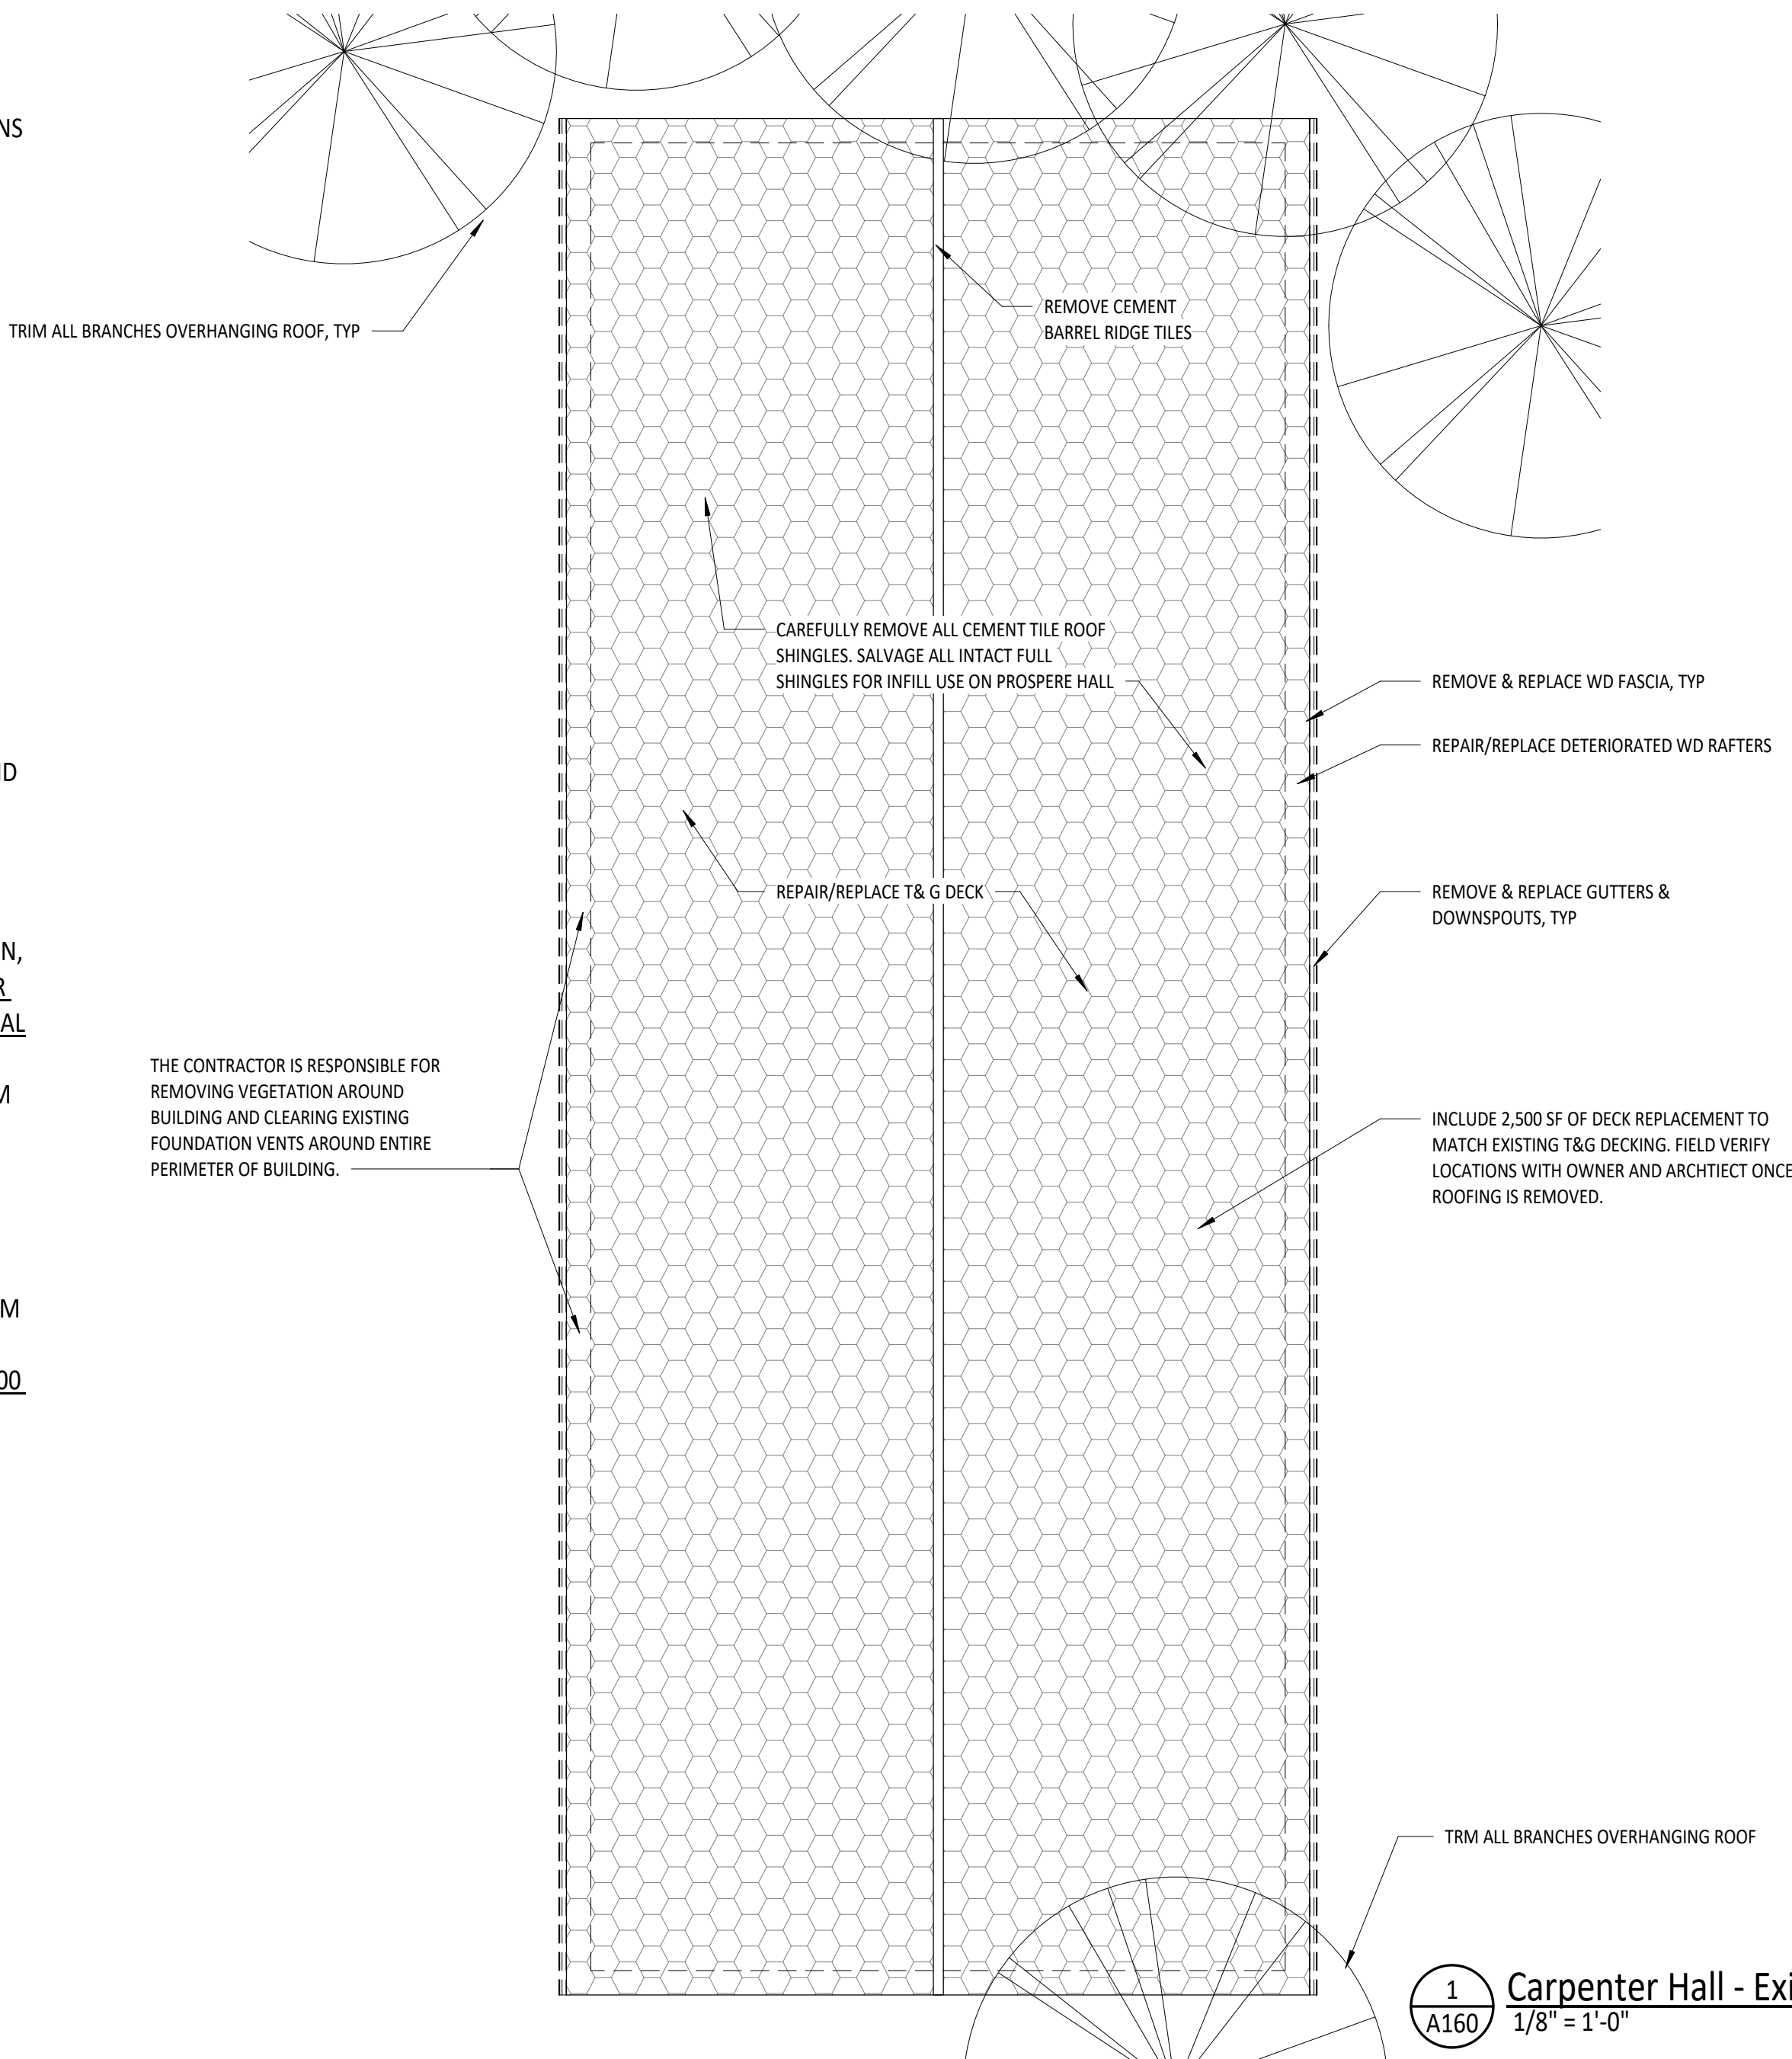 NS
TRIM ALL BRANCHES OVERHANGING ROOF, TYP
REMOVE CEMENT
BARREL RIDGE TILES
CAREFULLY REMOVE ALL CEMENT TILE ROOF
SHINGLES. SALVAGE ALL INTACT FULL
SHINGLES FOR INFILL USE ON PROSPERE HALL
REMOVE & REPLACE WD FASCIA, TYP
REPAIR/REPLACE DETERIORATED WD RAFTERS
ND
REPAIR/REPLACE T& G DECK
REMOVE & REPLACE GUTTERS &
DOWNSPOUTS, TYP
N,
R
AL
M
THE CONTRACTOR IS RESPONSIBLE FOR
REMOVING VEGETATION AROUND
BUILDING AND CLEARING EXISTING
FOUNDATION VENTS AROUND ENTIRE
PERIMETER OF BUILDING.
INCLUDE 2,500 SF OF DECK REPLACEMENT TO
MATCH EXISTING T&G DECKING. FIELD VERIFY
LOCATIONS WITH OWNER AND ARCHTIECT ONCE
ROOFING IS REMOVED.
M
00
TRM ALL BRANCHES OVERHANGING ROOF
1
A160
Carpenter Hall - Exi
1/8" = 1'-0"